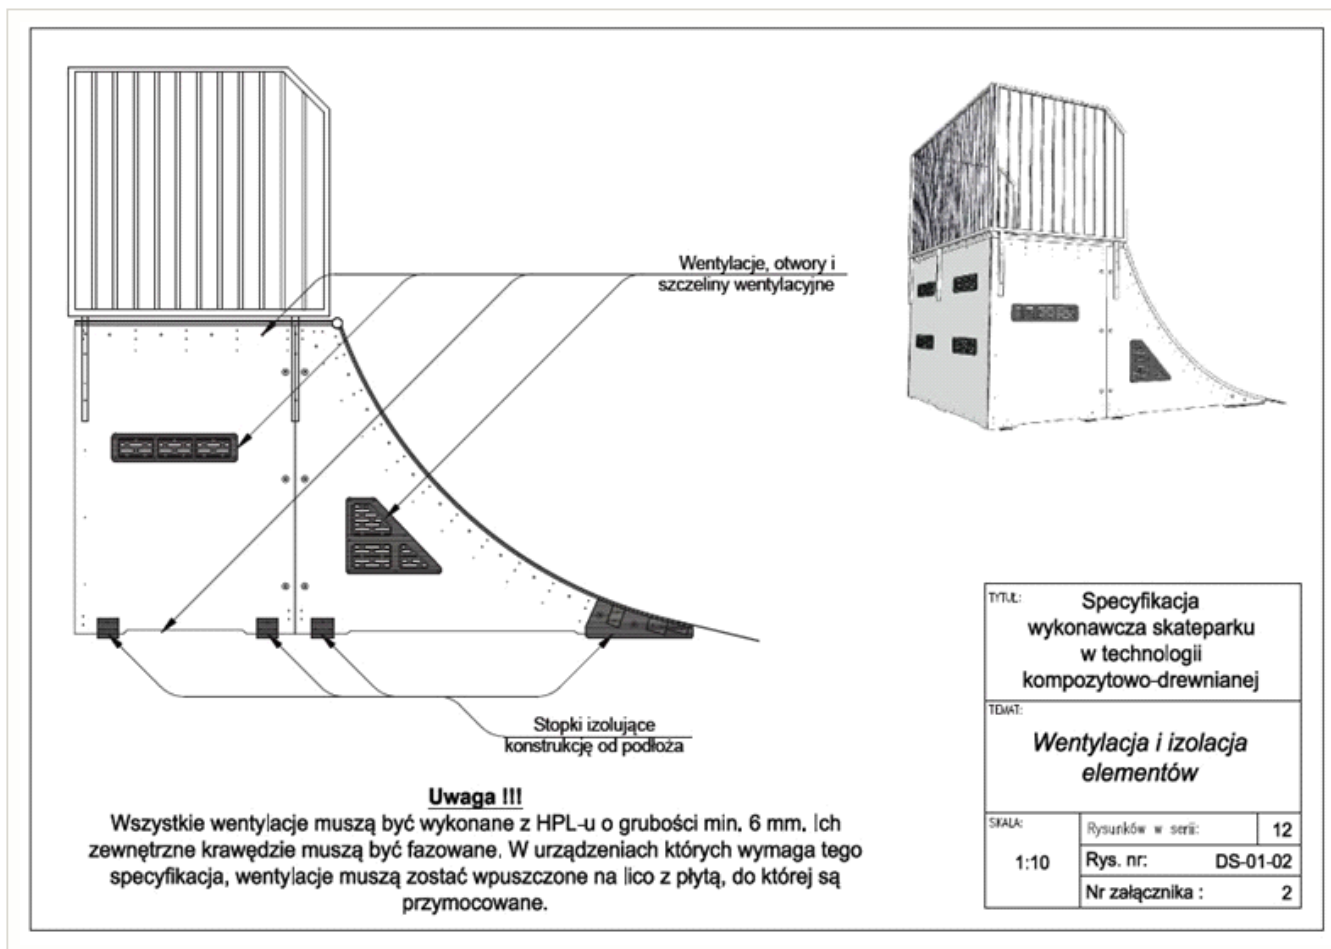 Wentylacje, otwory i
szczeliny wentylacyjne
Stopki izolujące
konstrukcję od podłoża
Uwaga !!!
Wszystkie wentylacje muszą być wykonane z HPL-u o grubości min. 6 mm. Ich
zewnętrzne krawędzie muszą być fazowane. W urządzeniach których wymaga tego
specyfikacja, wentylacje muszą zostać wpuszczone na lico z płytą, do której są
przymocowane.
TYTUŁ:
Specyfikacja
wykonawcza skateparku
w technologii
kompozytowo-drewnianej
TEMAT:
Wentylacja i izolacja
elementów
SKALA:
1:10
Rysunków w serii: 12
Rys. nr: DS-01-02
Nr załącznika : 2